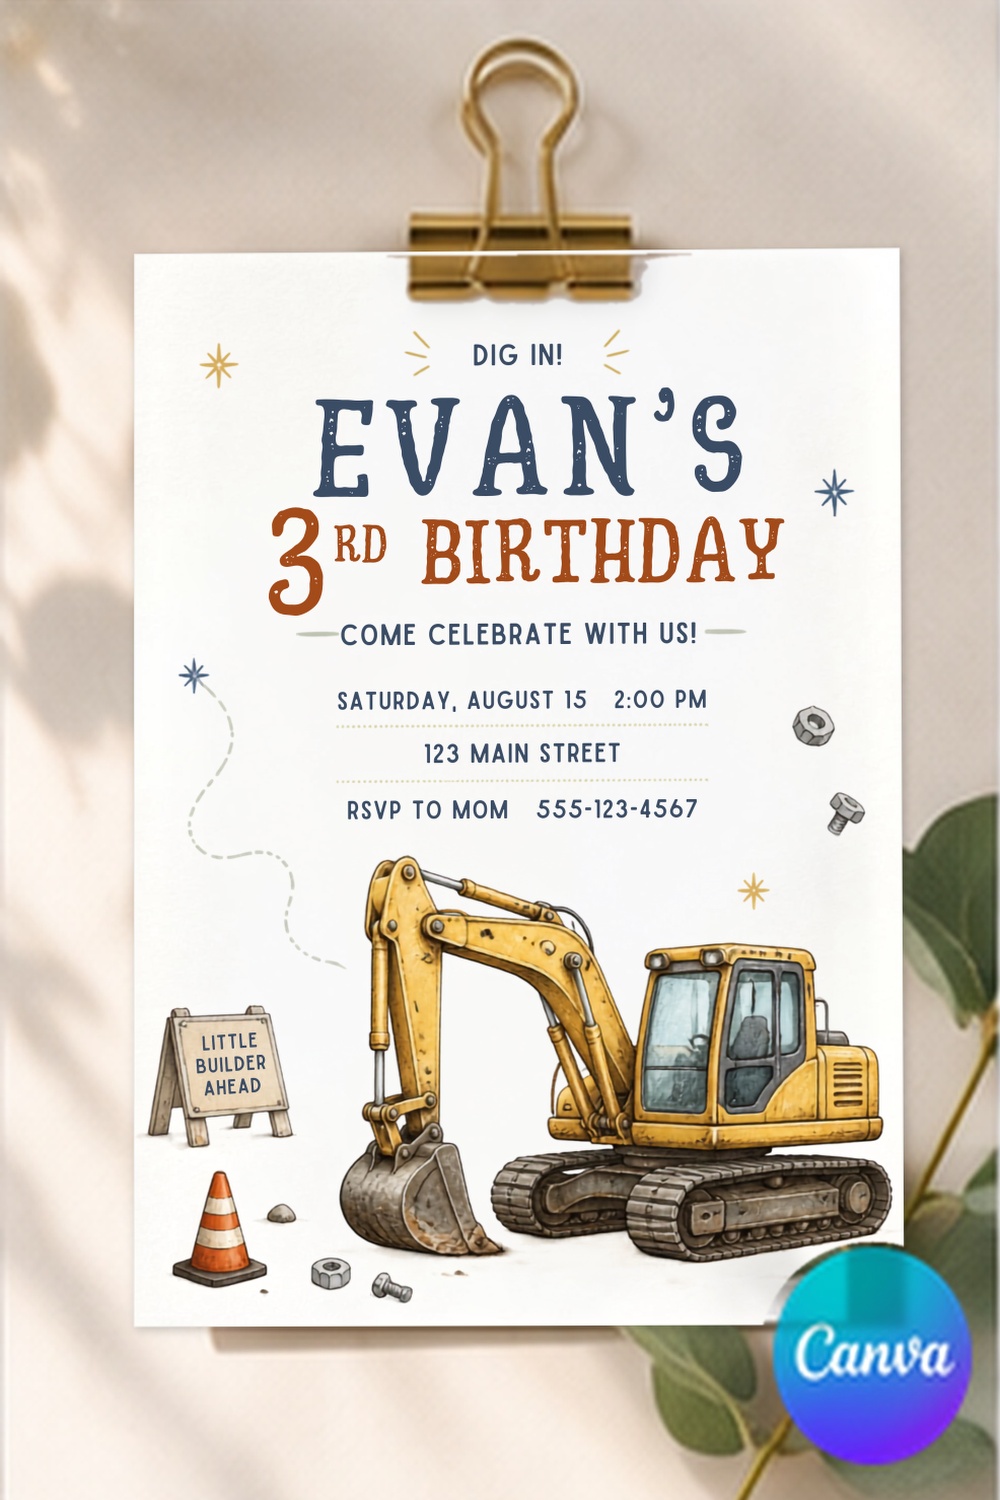 DIG IN!
EVAN'S
3RD BIRTHDAY
COME CELEBRATE WITH US!
SATURDAY, AUGUST 15 2:00 PM
123 MAIN STREET
RSVP TO MOM 555-123-4567
LITTLE
BUILDER
AHEAD
Canva